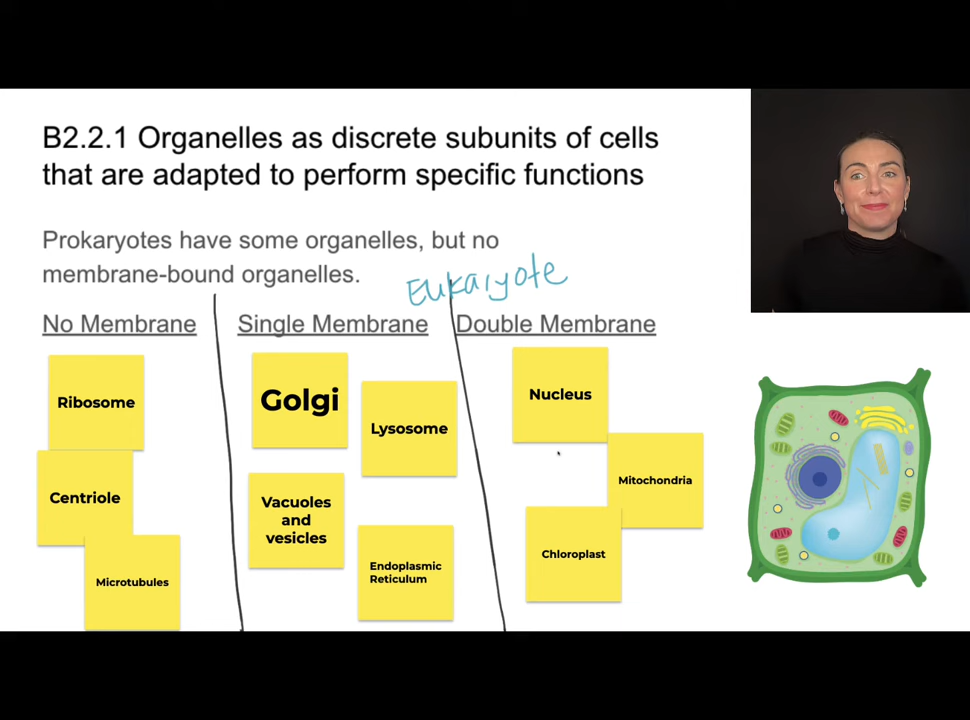 B2.2.1 Organelles as discrete subunits of cells
that are adapted to perform specific functions
Prokaryotes have some organelles, but no
membrane-bound organelles.
Eukaryote
No Membrane
Single Membrane
Double Membrane
Ribosome
Centriole
Microtubules
Golgi
Lysosome
Vacuoles
and
vesicles
Endoplasmic
Reticulum
Nucleus
Mitochondria
Chloroplast